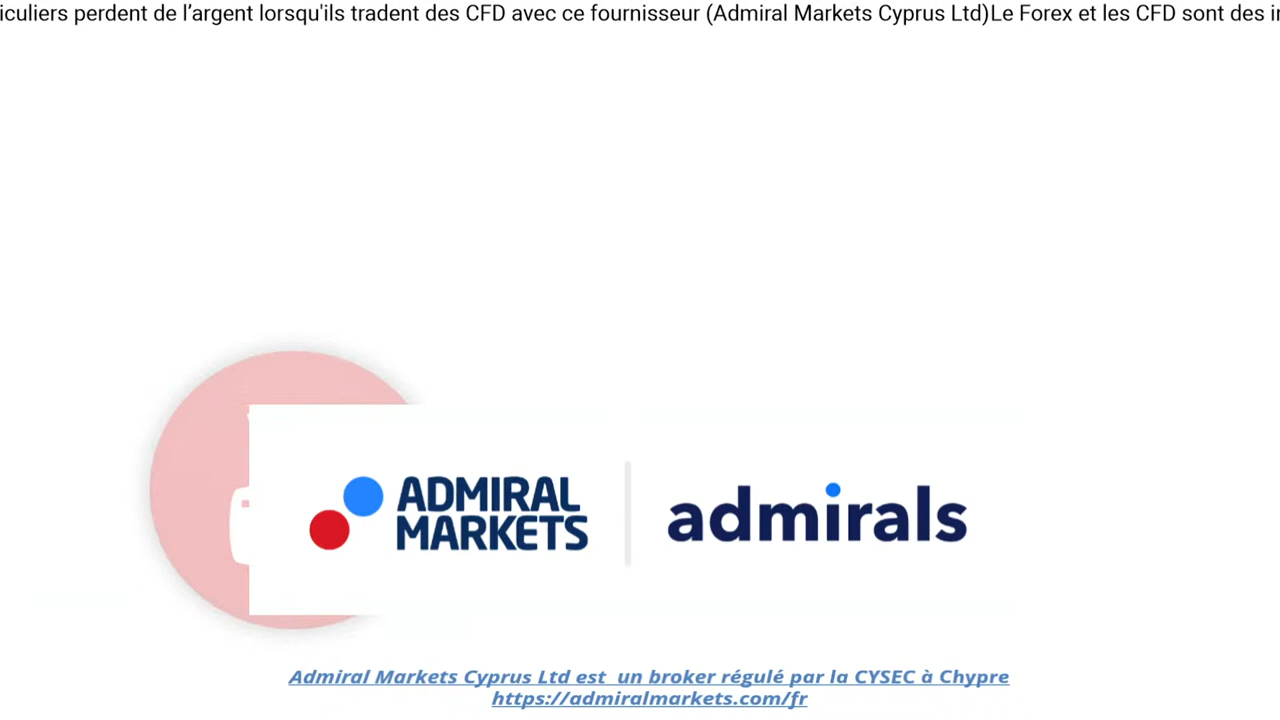 iculiers perdent de l’argent lorsqu'ils tradent des CFD avec ce fournisseur (Admiral Markets Cyprus Ltd)Le Forex et les CFD sont des i
ADMIRAL
MARKETS
admirals
Admiral Markets Cyprus Ltd est  un broker régulé par la CYSEC à Chypre
https://admiralmarkets.com/fr